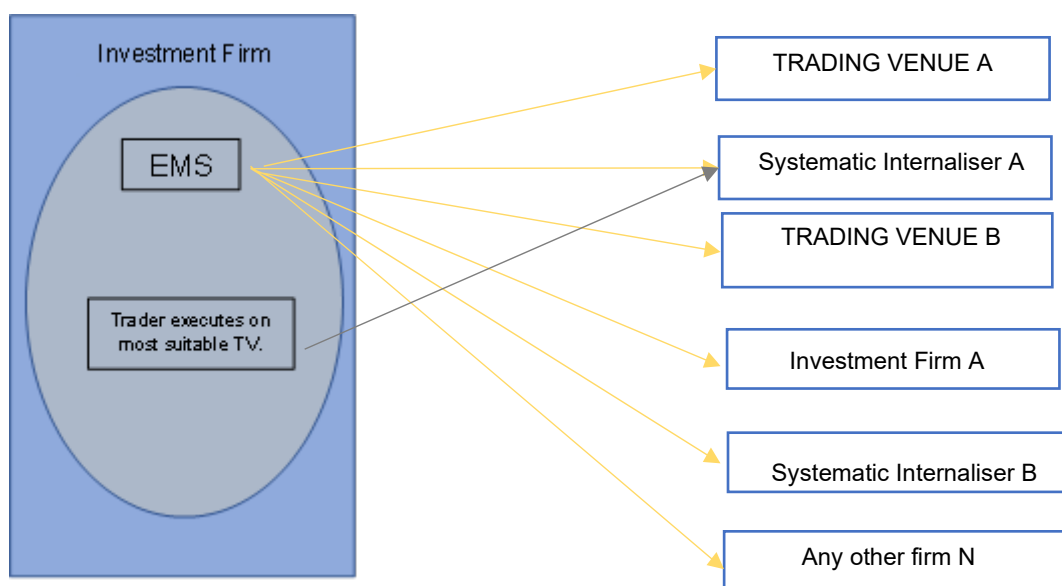 Investment Firm
EMS
Trader executes on
most suitable TV.
TRADING VENUE A
Systematic Internaliser A
TRADING VENUE B
Investment Firm A
Systematic Internaliser B
Any other firm N